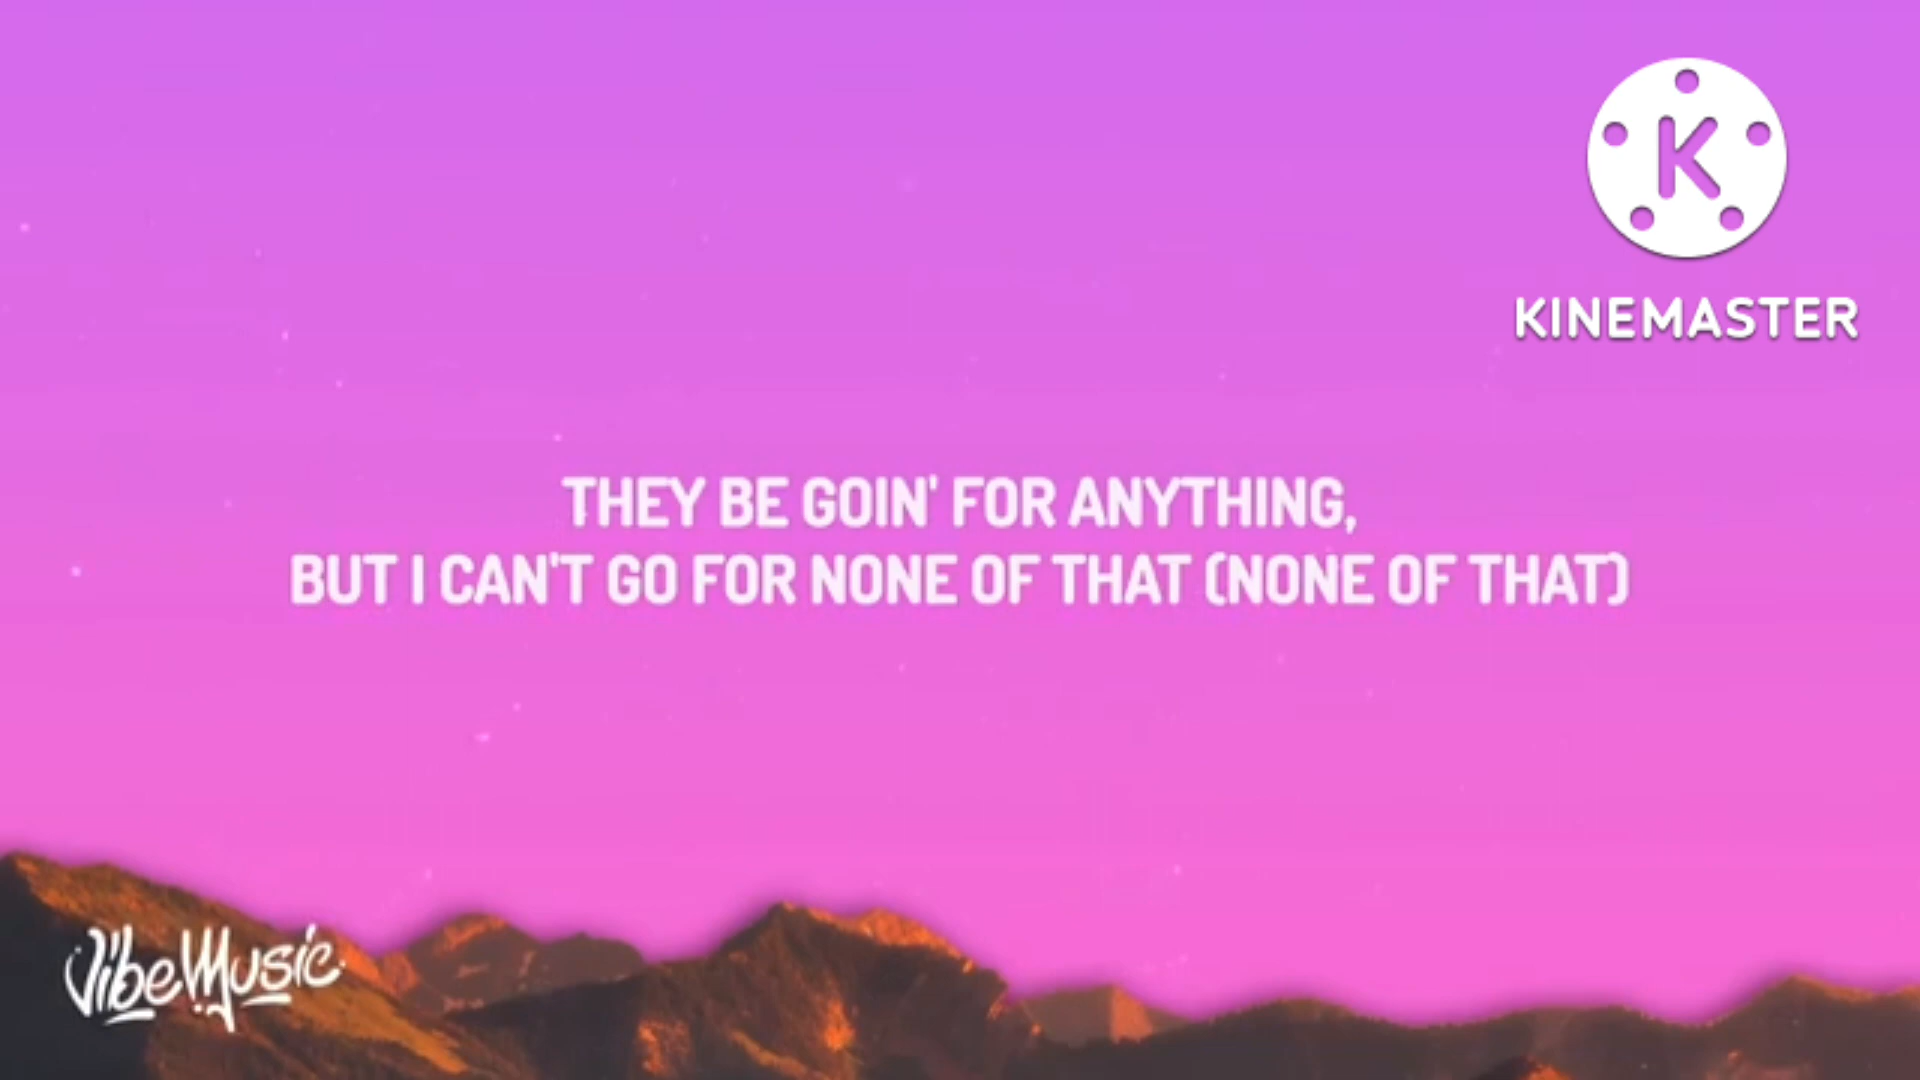 K
KINEMASTER
THEY BE GOIN' FOR ANYTHING,
BUT I CAN'T GO FOR NONE OF THAT (NONE OF THAT)
VibeMusic